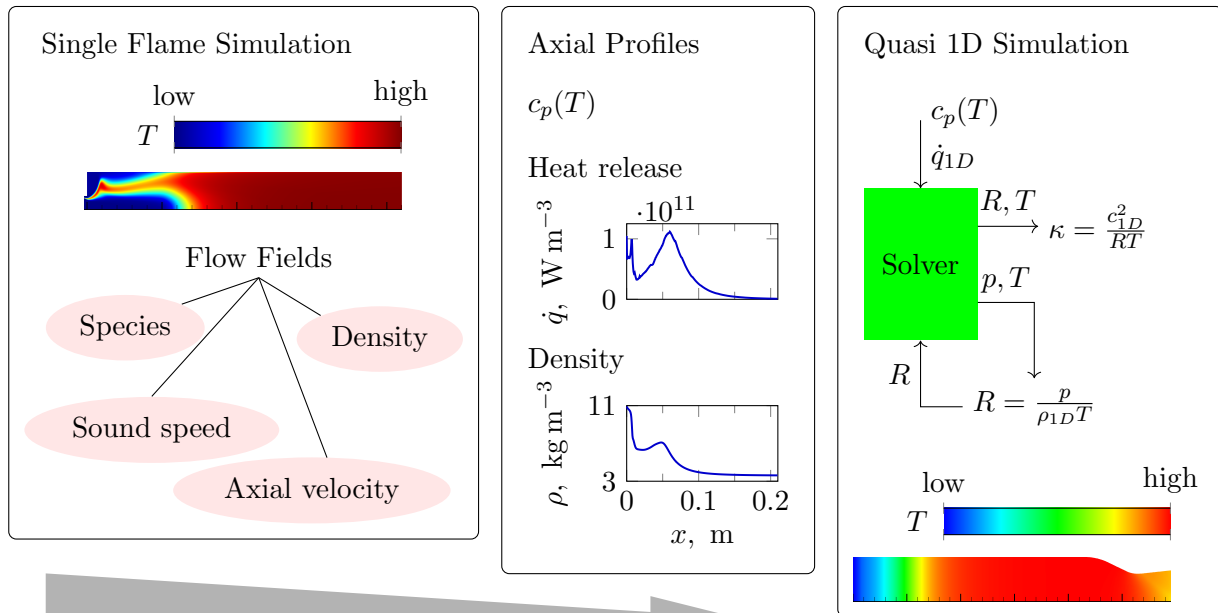 Single Flame Simulation
low high
T
Flow Fields
Species
Density
Sound speed
Axial velocity
Axial Profiles
c_p(T)
Heat release
·10^11
1
0
q̇, W m^−3
Density
11
3
ρ, kg m^−3
0 0.1 0.2
x, m
Quasi 1D Simulation
c_p(T)
q̇_1D
R, T
κ = c_1D^2/RT
Solver
p, T
R
R = p/ρ_1D T
low high
T